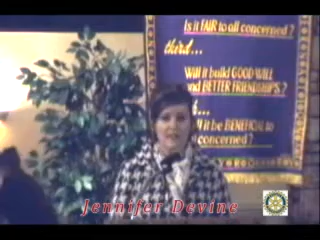 Is it FAIR to all concerned?
third...
Will it build GOOD WILL
and BETTER FRIENDSHIPS?
it be BENEFICIAL to
concerned?
Jennifer Devine